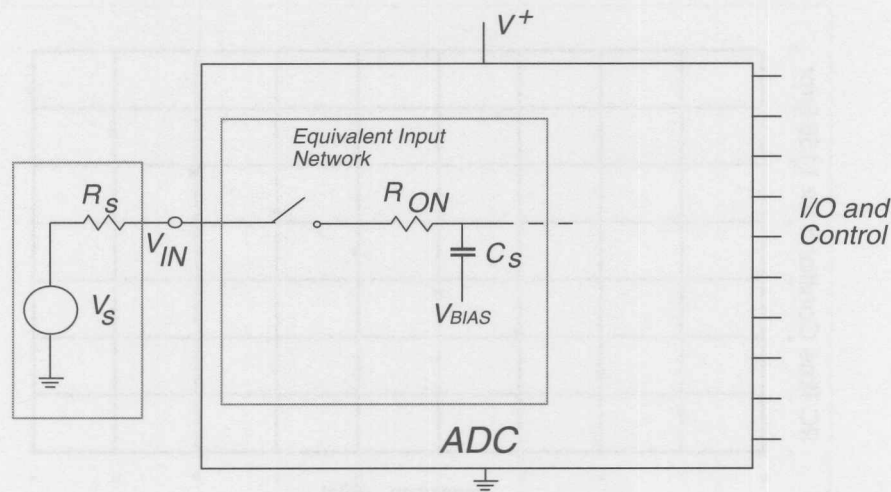 V+
Equivalent Input
Network
RS
RON
VIN
CS
VS
VBIAS
I/O and
Control
ADC